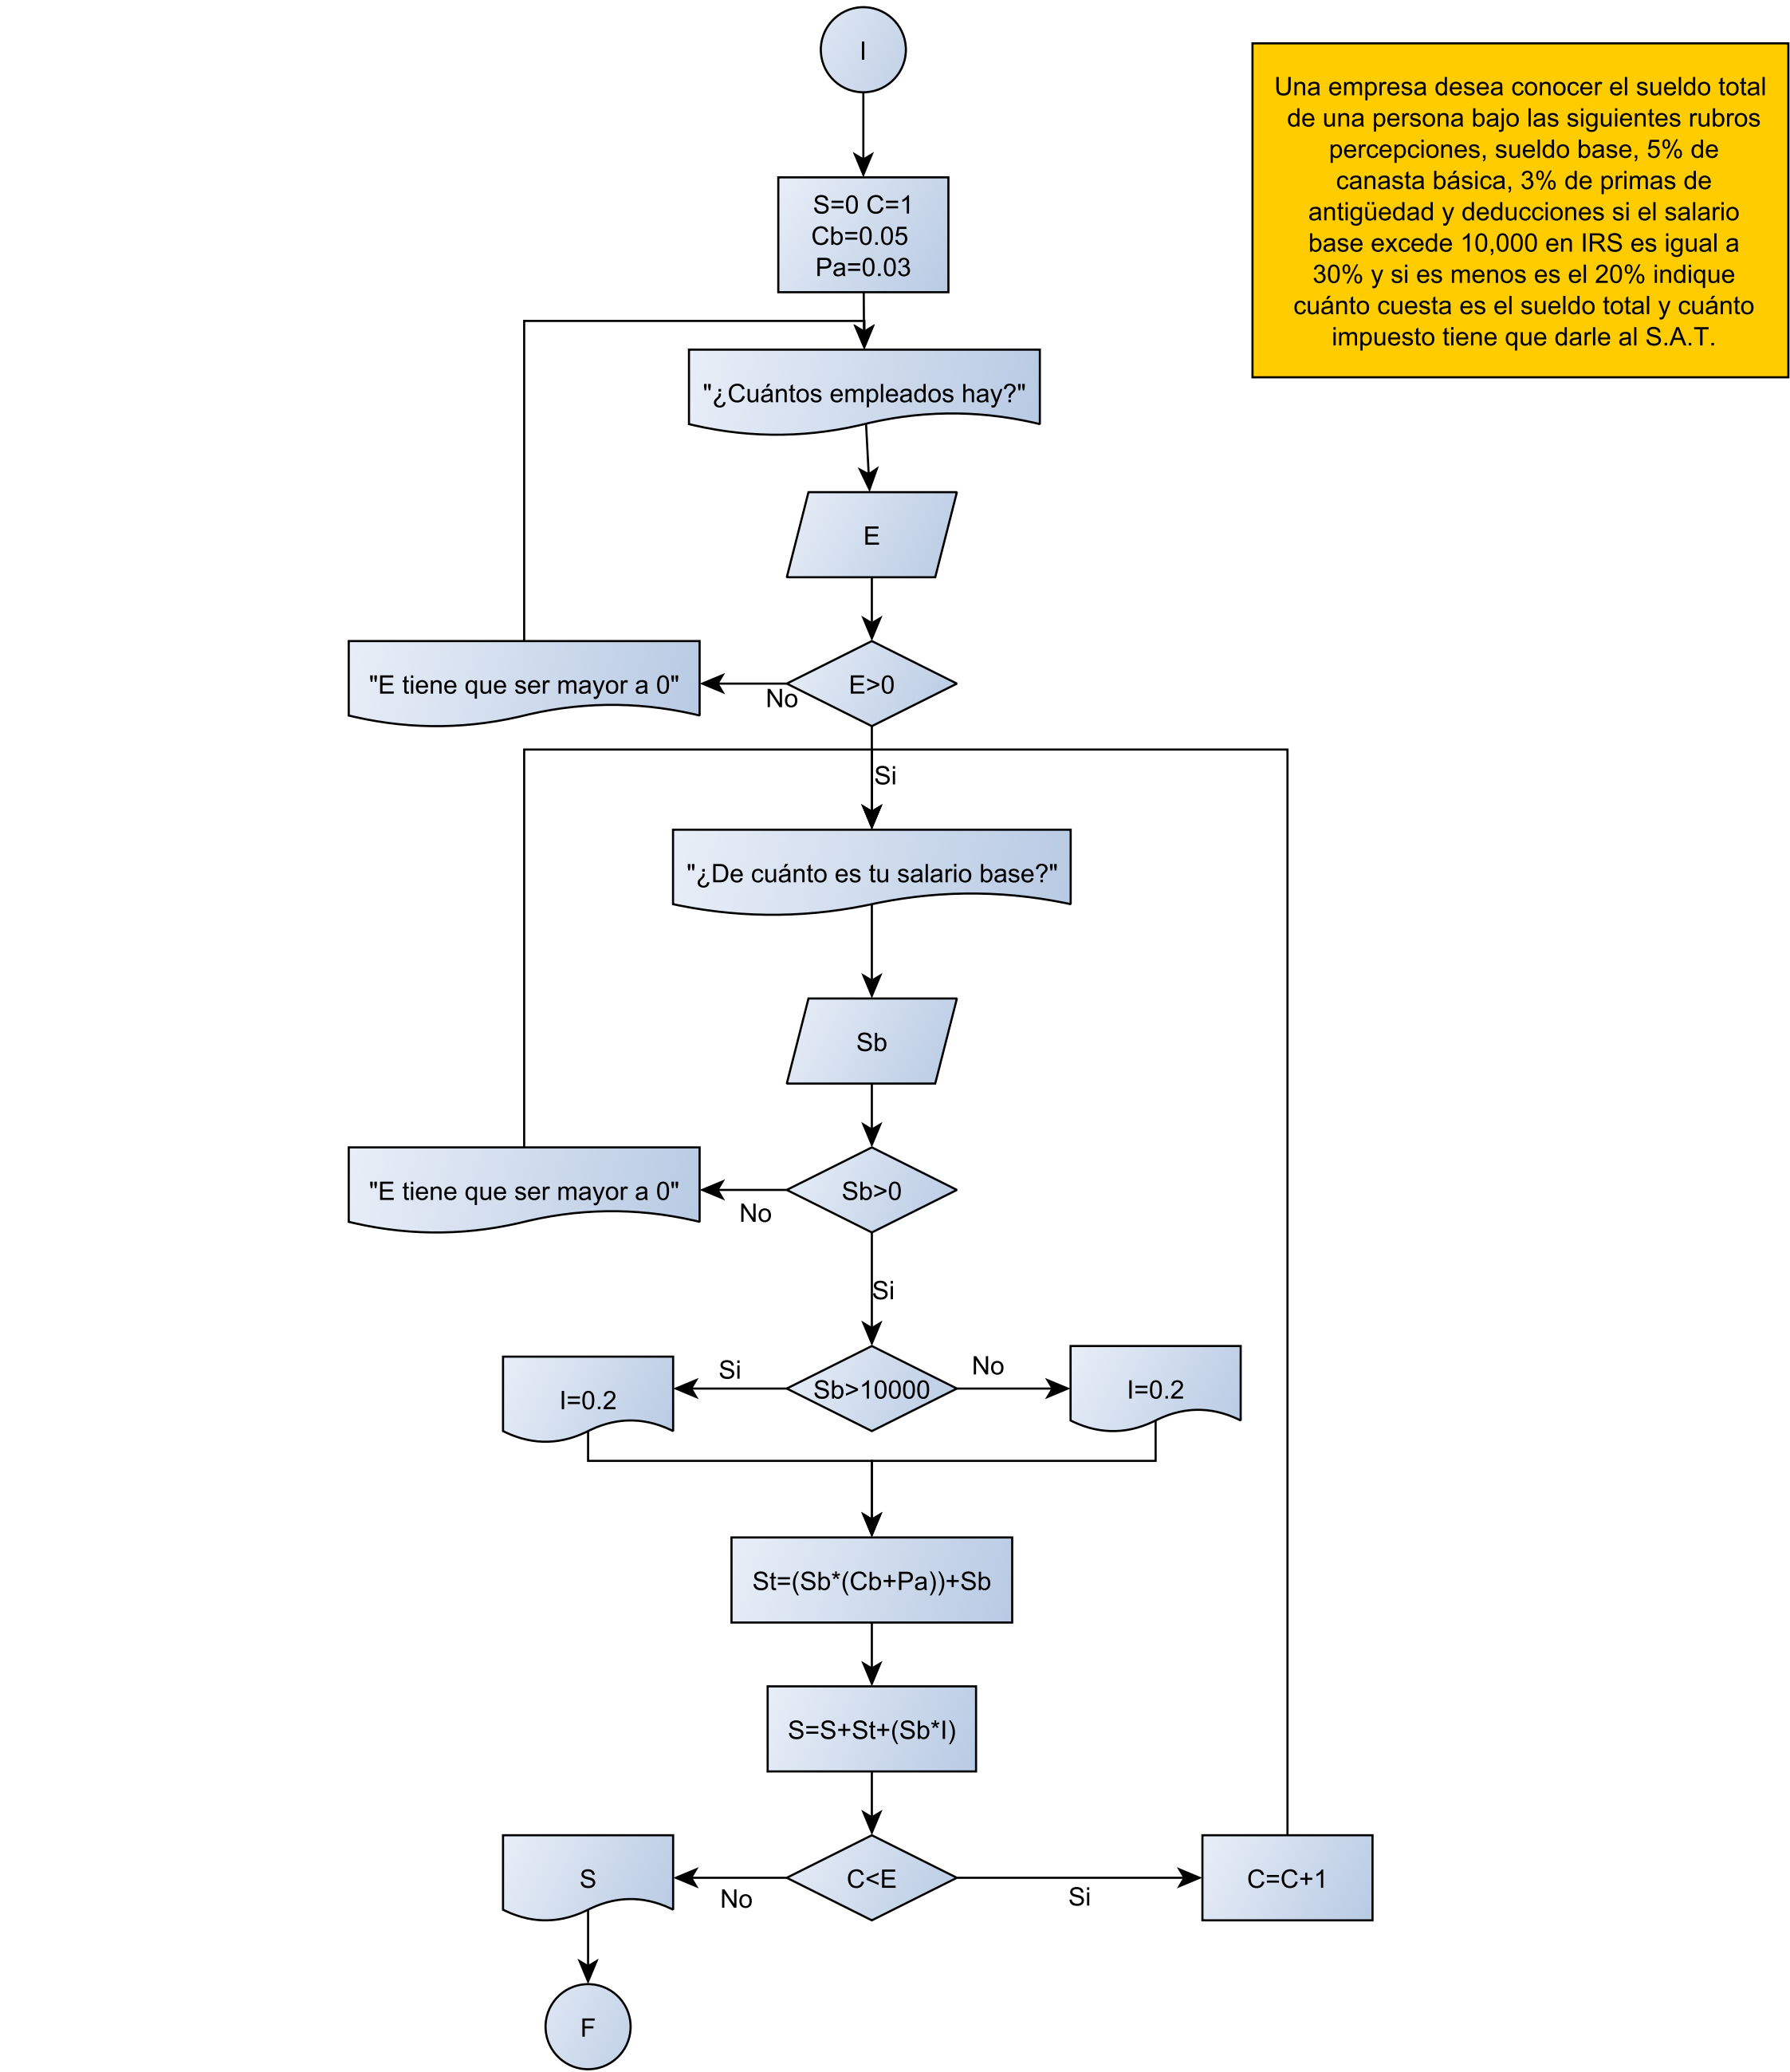 I
Una empresa desea conocer el sueldo total
de una persona bajo las siguientes rubros
percepciones, sueldo base, 5% de
canasta básica, 3% de primas de
antigüedad y deducciones si el salario
base excede 10,000 en IRS es igual a
30% y si es menos es el 20% indique
cuánto cuesta es el sueldo total y cuánto
impuesto tiene que darle al S.A.T.
S=0 C=1
Cb=0.05
Pa=0.03
"¿Cuántos empleados hay?"
E
E>0
No
"E tiene que ser mayor a 0"
Si
"¿De cuánto es tu salario base?"
Sb
Sb>0
No
"E tiene que ser mayor a 0"
Si
Sb>10000
Si
No
I=0.2
I=0.2
St=(Sb*(Cb+Pa))+Sb
S=S+St+(Sb*I)
C<E
No
Si
S
C=C+1
F